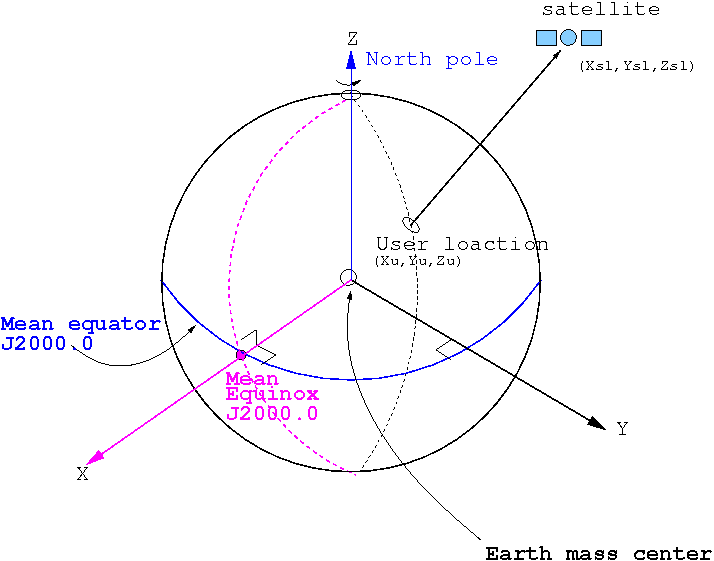 satellite
Z
North pole
(Xsl,Ysl,Zsl)
User loaction
(Xu,Yu,Zu)
Mean equator
J2000.0
Mean
Equinox
J2000.0
Y
X
Earth mass center